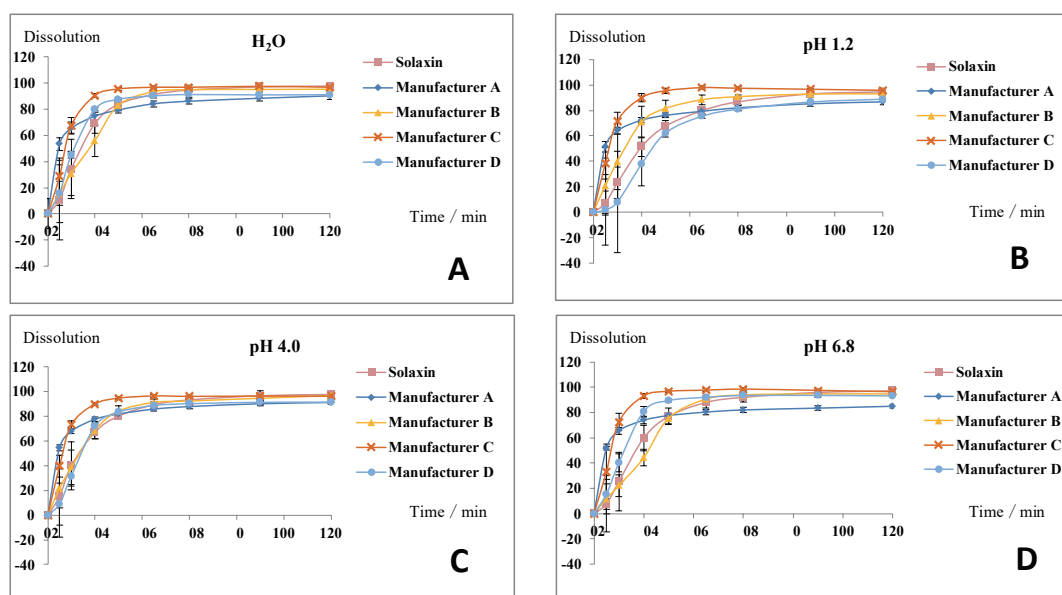 Dissolution
H₂O
120
100
80
60
40
20
0
-20
-40
02 04 06 08 0 100 120
Time / min
Solaxin
Manufacturer A
Manufacturer B
Manufacturer C
Manufacturer D
A
Dissolution
pH 1.2
120
100
80
60
40
20
0
-20
-40
02 04 06 08 0 100 120
Time / min
Solaxin
Manufacturer A
Manufacturer B
Manufacturer C
Manufacturer D
B
Dissolution
pH 4.0
120
100
80
60
40
20
0
-20
-40
02 04 06 08 0 100 120
Time / min
Solaxin
Manufacturer A
Manufacturer B
Manufacturer C
Manufacturer D
C
Dissolution
pH 6.8
120
100
80
60
40
20
0
-20
-40
02 04 06 08 0 100 120
Time / min
Solaxin
Manufacturer A
Manufacturer B
Manufacturer C
Manufacturer D
D